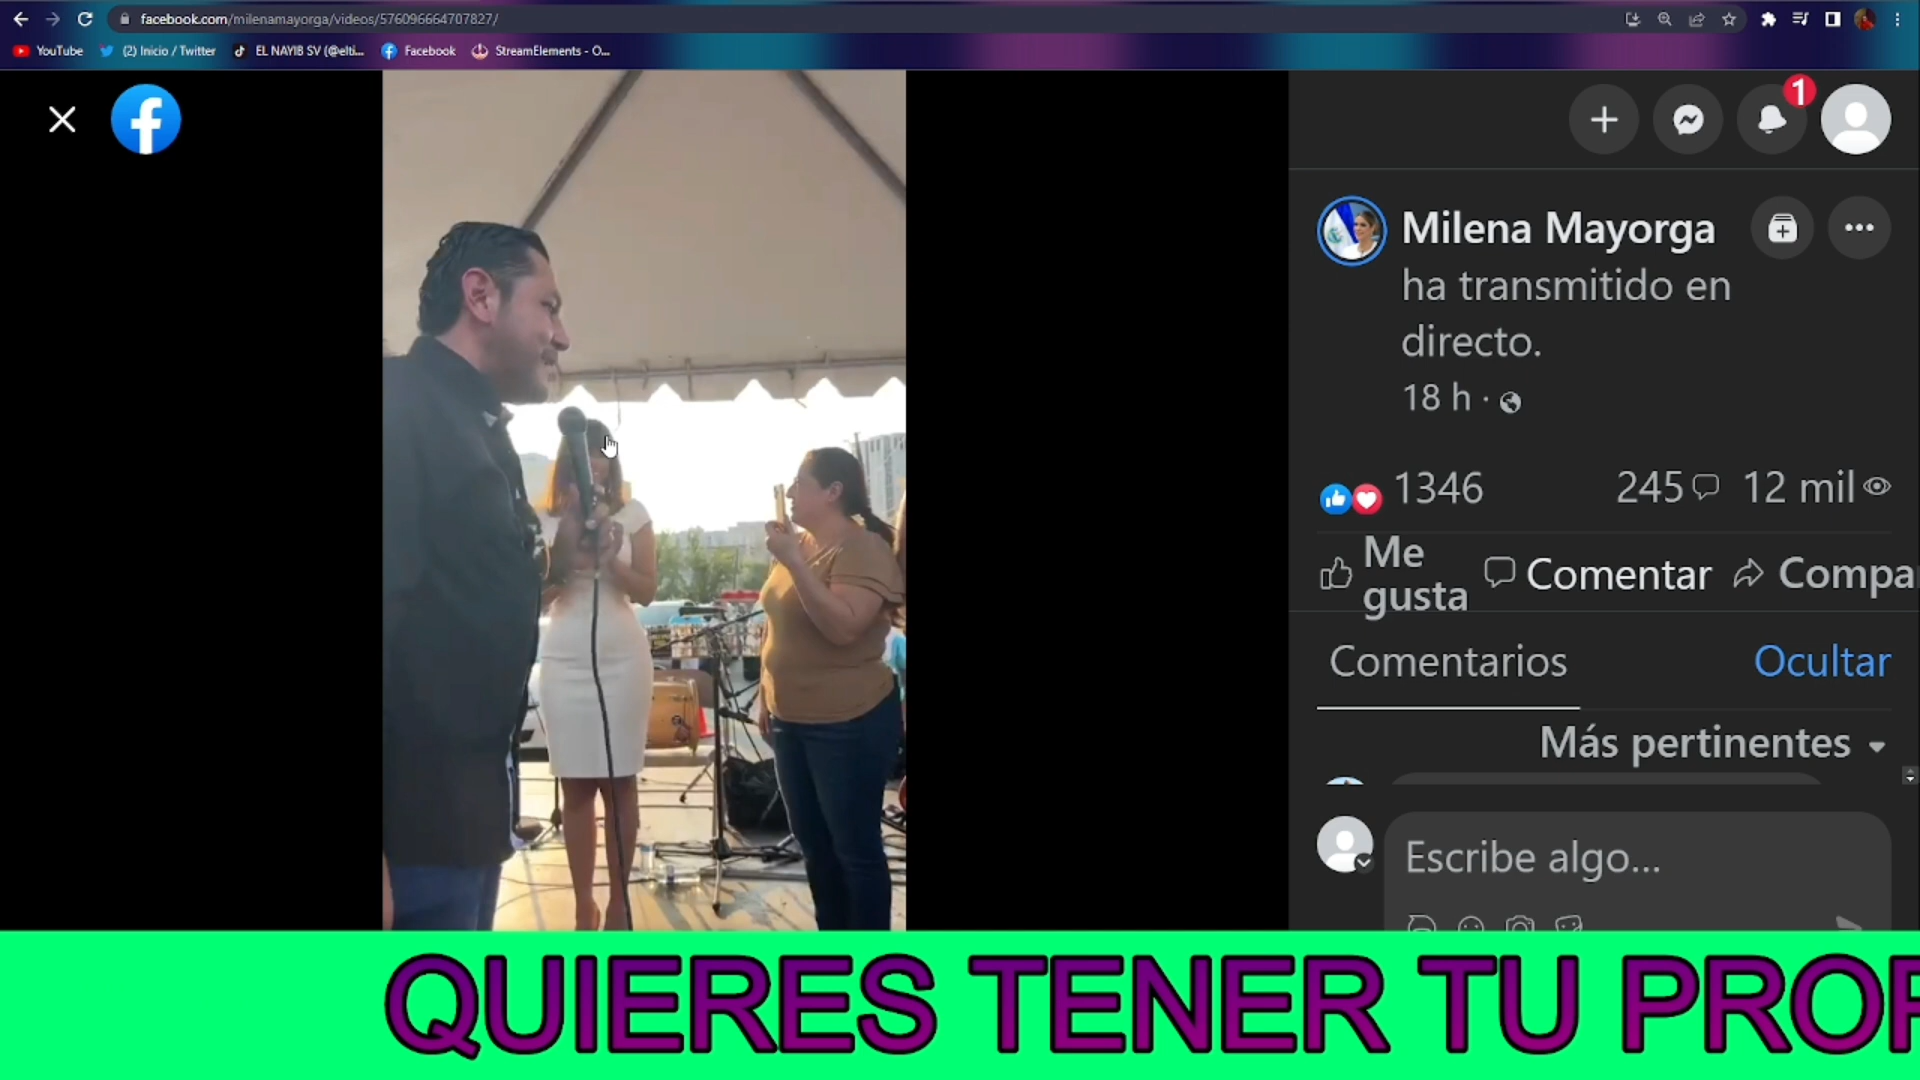 facebook.com/milenamayorga/videos/576096664707827/
YouTube
(2) Inicio / Twitter
EL NAYIB SV (@elti...
Facebook
StreamElements - O...
1
Milena Mayorga
ha transmitido en
directo.
18 h ·
1346
245
12 mil
Me
gusta
Comentar
Compa
Comentarios
Ocultar
Más pertinentes
Escribe algo...
QUIERES TENER TU PROP